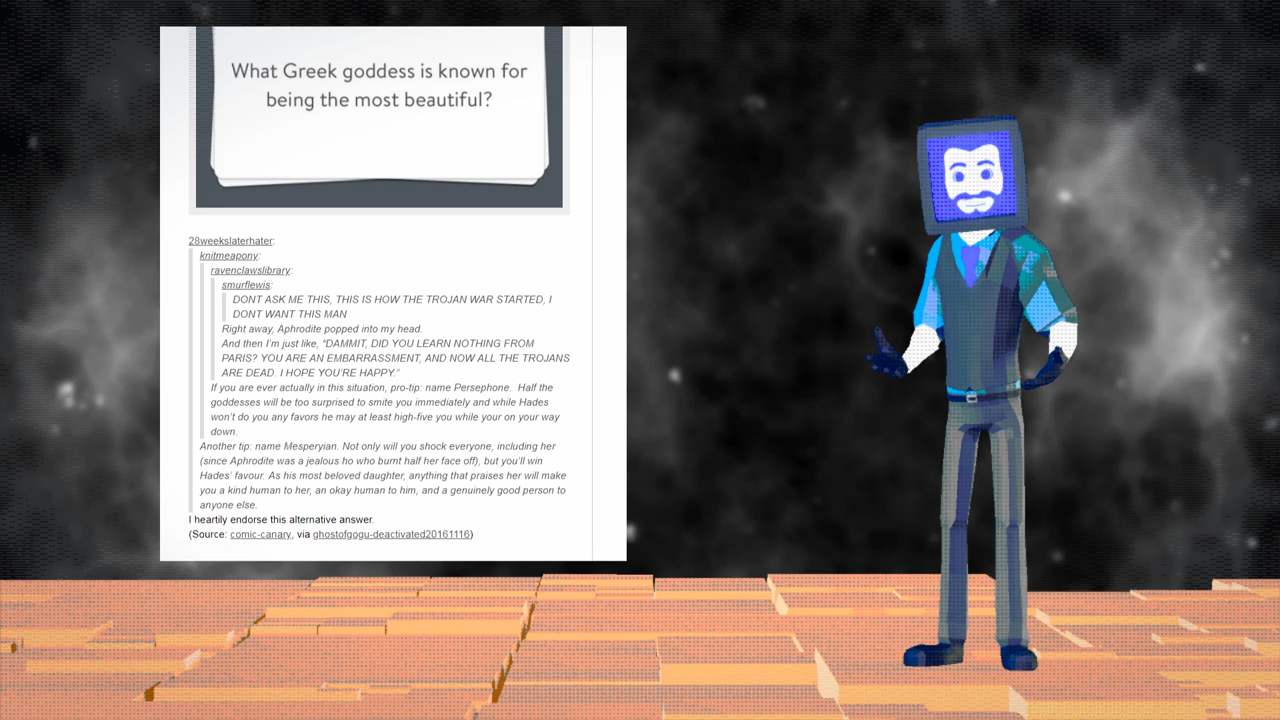 What Greek goddess is known for
being the most beautiful?
28weekslaterhater:
knitmeapony:
ravenclawslibrary:
smurflewis:
DONT ASK ME THIS, THIS IS HOW THE TROJAN WAR STARTED, I
DONT WANT THIS MAN
Right away, Aphrodite popped into my head.
And then I'm just like, "DAMMIT, DID YOU LEARN NOTHING FROM
PARIS? YOU ARE AN EMBARRASSMENT, AND NOW ALL THE TROJANS
ARE DEAD. I HOPE YOU'RE HAPPY."
If you are ever actually in this situation, pro-tip: name Persephone. Half the
goddesses will be too surprised to smite you immediately and while Hades
won't do you any favors he may at least high-five you while your on your way
down.
Another tip: name Mesperyian. Not only will you shock everyone, including her
(since Aphrodite was a jealous ho who burnt half her face off), but you'll win
Hades' favour. As his most beloved daughter, anything that praises her will make
you a kind human to her, an okay human to him, and a genuinely good person to
anyone else.
I heartily endorse this alternative answer.
(Source: comic-canary, via ghostofgogu-deactivated20161116)